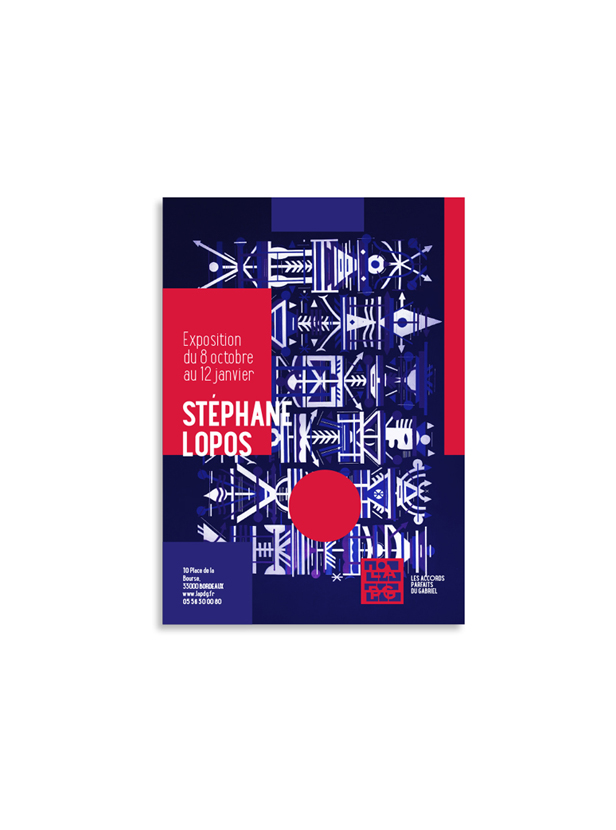 Exposition
du 8 octobre
au 12 janvier
STÉPHANE
LOPOS
10 Place de la
Bourse,
33000 BORDEAUX
www.lapdg.fr
05 56 30 00 80
LES ACCORDS
PARFAITS
DU GABRIEL